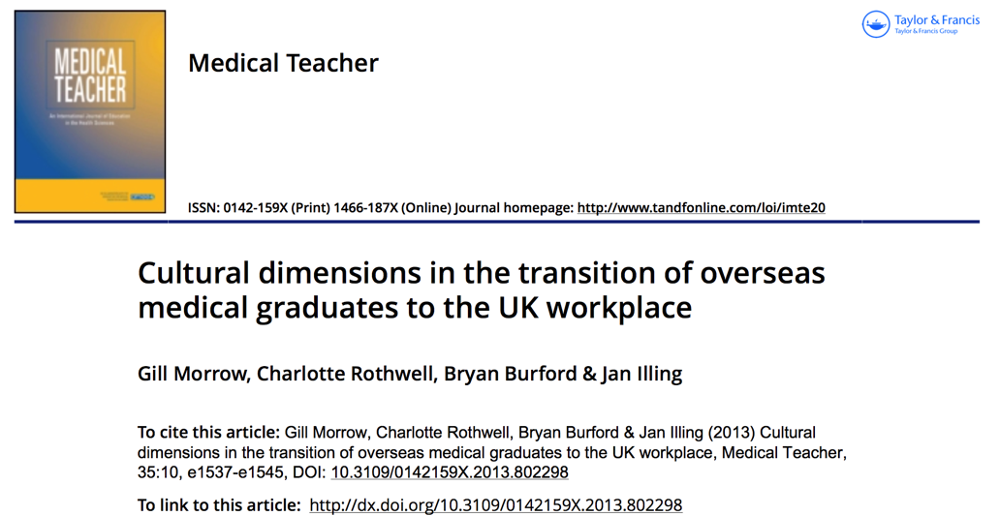 Taylor & Francis
Taylor & Francis Group
MEDICAL
TEACHER
An International Journal of Education
in the Health Sciences
Medical Teacher
ISSN: 0142-159X (Print) 1466-187X (Online) Journal homepage: http://www.tandfonline.com/loi/imte20
Cultural dimensions in the transition of overseas
medical graduates to the UK workplace
Gill Morrow, Charlotte Rothwell, Bryan Burford & Jan Illing
To cite this article: Gill Morrow, Charlotte Rothwell, Bryan Burford & Jan Illing (2013) Cultural
dimensions in the transition of overseas medical graduates to the UK workplace, Medical Teacher,
35:10, e1537-e1545, DOI: 10.3109/0142159X.2013.802298
To link to this article: http://dx.doi.org/10.3109/0142159X.2013.802298